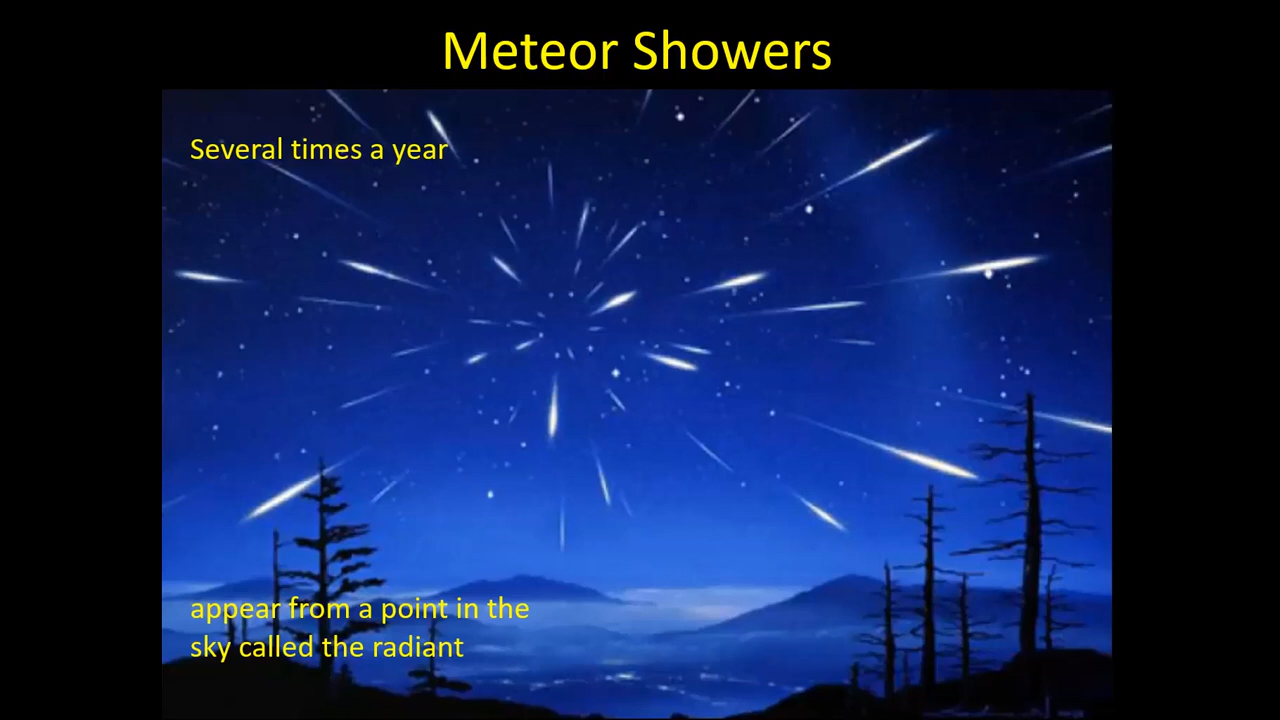 Meteor Showers
Several times a year
appear from a point in the
sky called the radiant